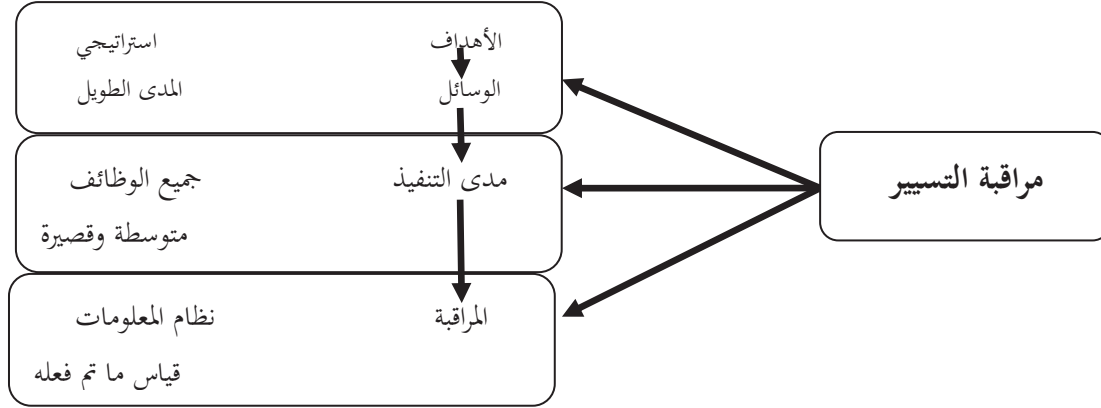 الأهداف استراتيجي
الوسائل المدى الطويل
مراقبة التسيير
مدى التنفيذ جميع الوظائف
متوسطة وقصيرة
المراقبة نظام المعلومات
قياس ما تم فعله